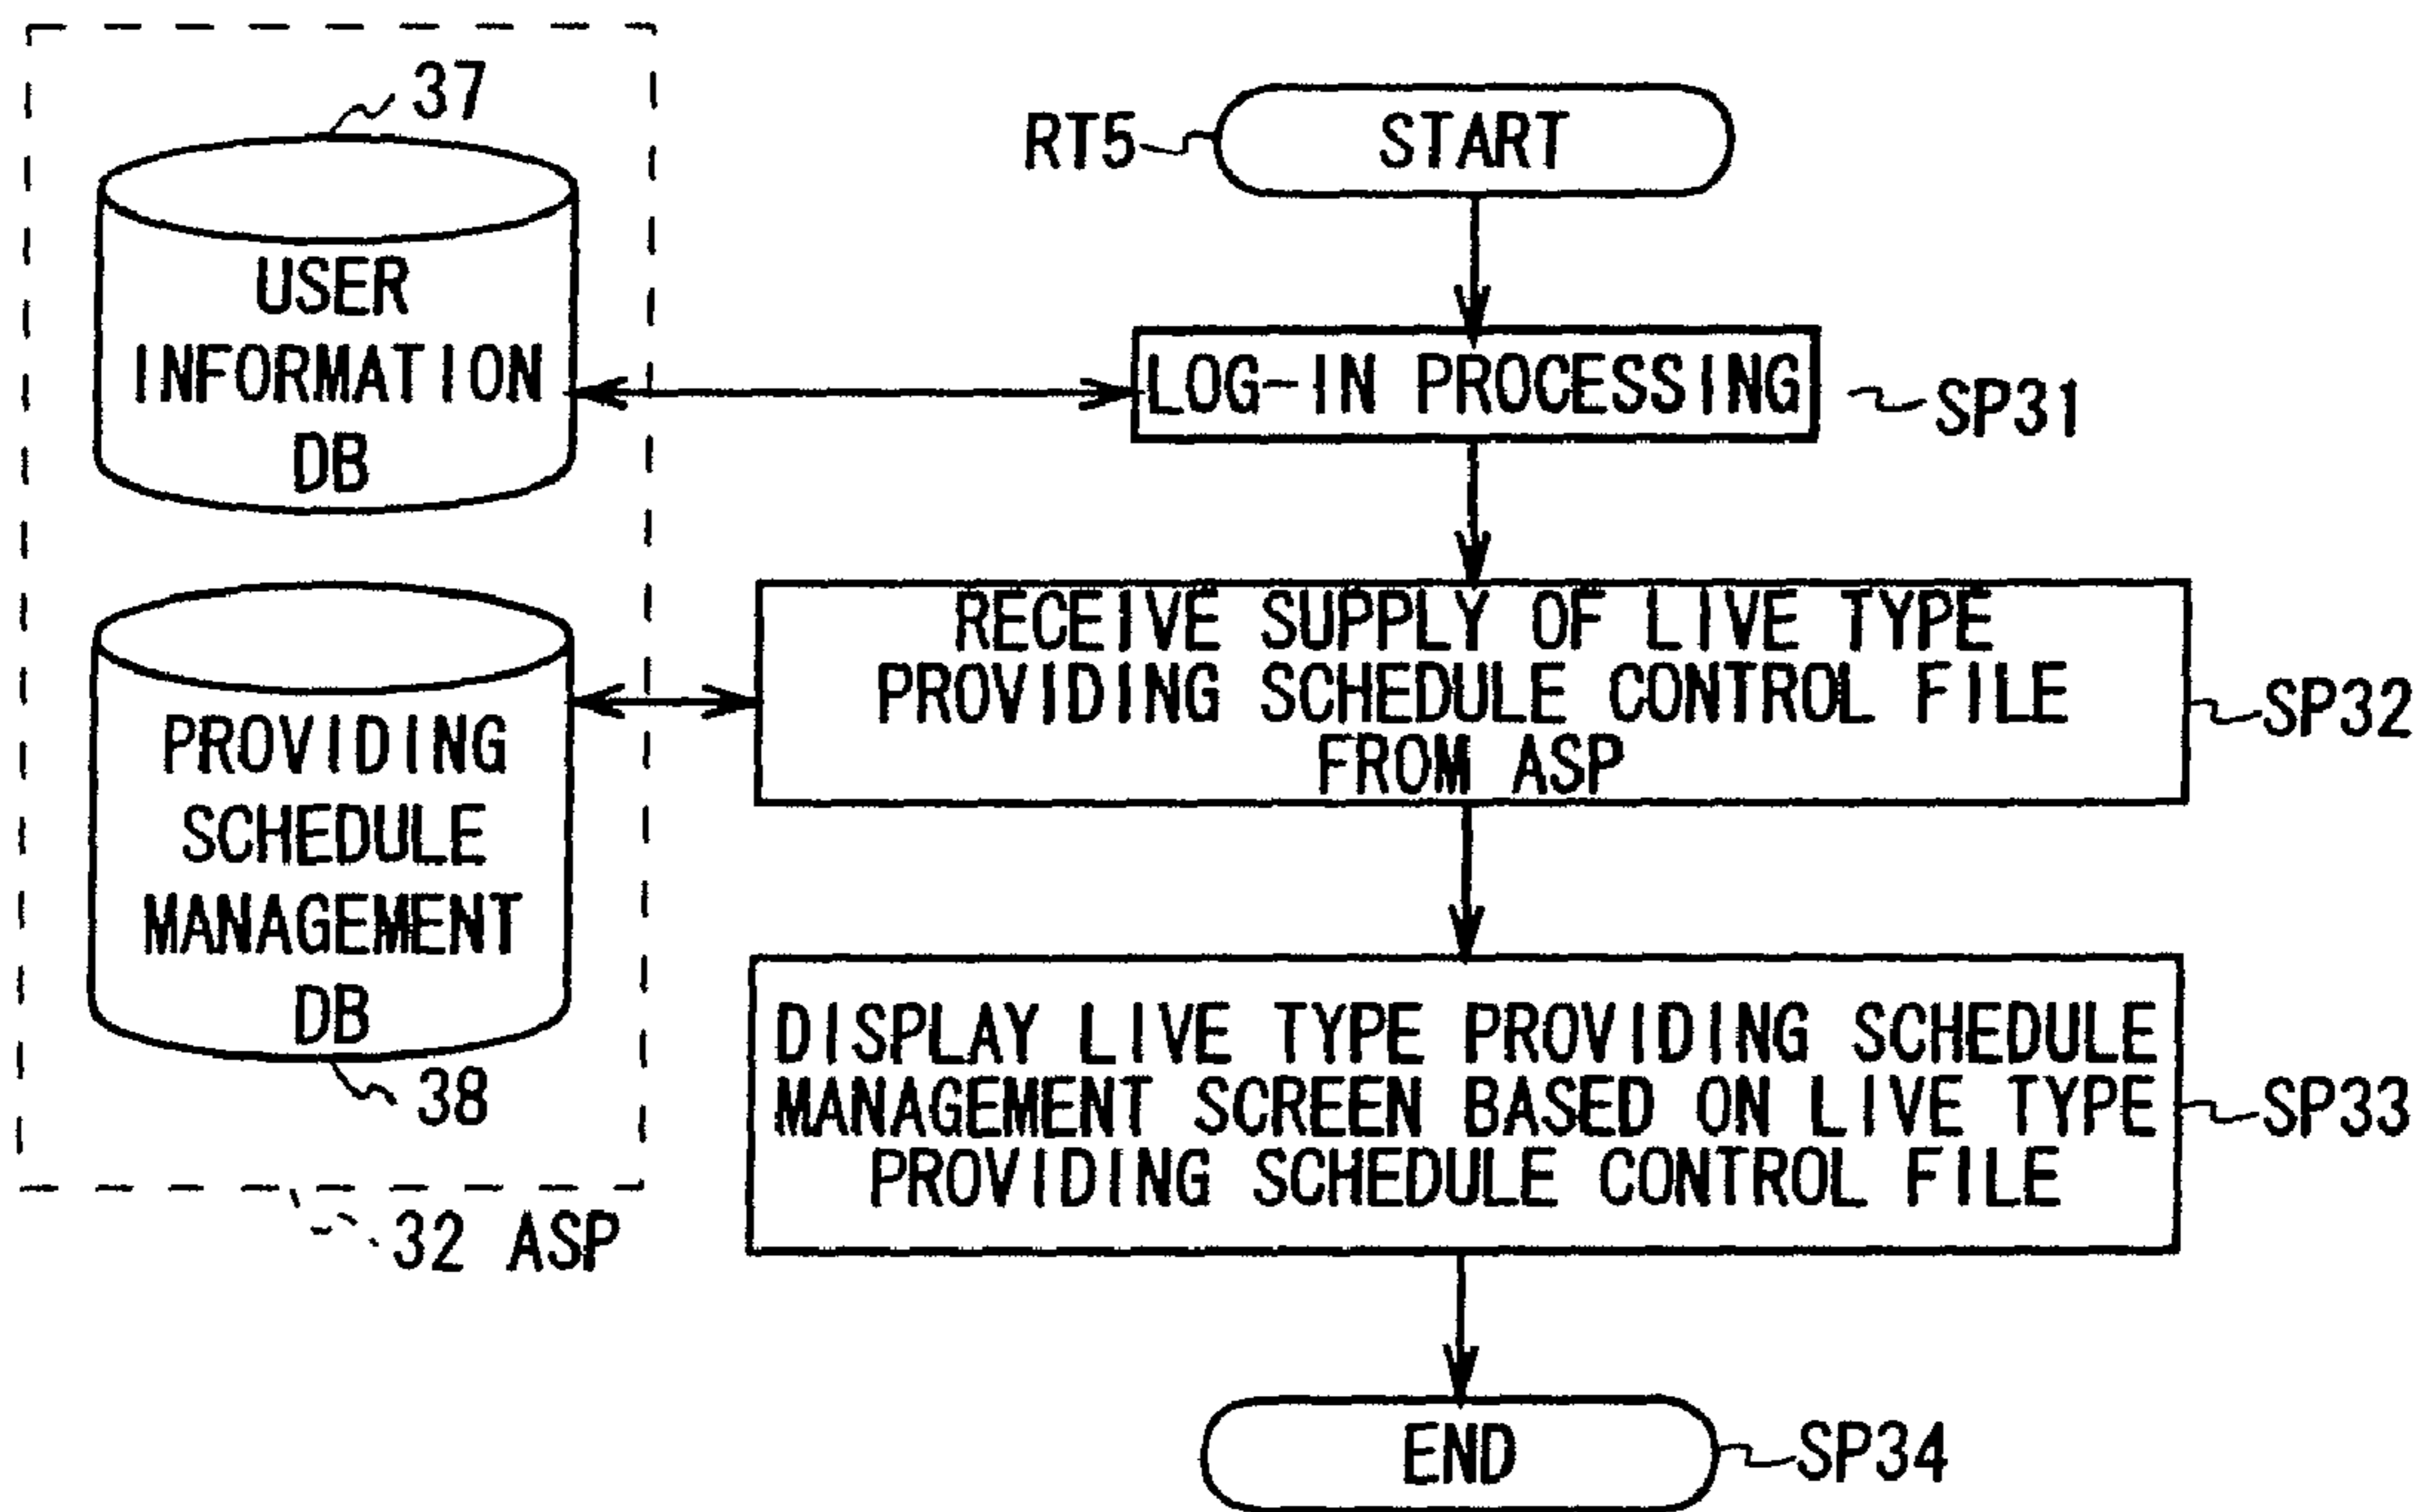 37
USER
INFORMATION
DB
PROVIDING
SCHEDULE
MANAGEMENT
DB
38
32 ASP
RT5
START
LOG-IN PROCESSING
SP31
RECEIVE SUPPLY OF LIVE TYPE
PROVIDING SCHEDULE CONTROL FILE
FROM ASP
SP32
DISPLAY LIVE TYPE PROVIDING SCHEDULE
MANAGEMENT SCREEN BASED ON LIVE TYPE
PROVIDING SCHEDULE CONTROL FILE
SP33
END
SP34